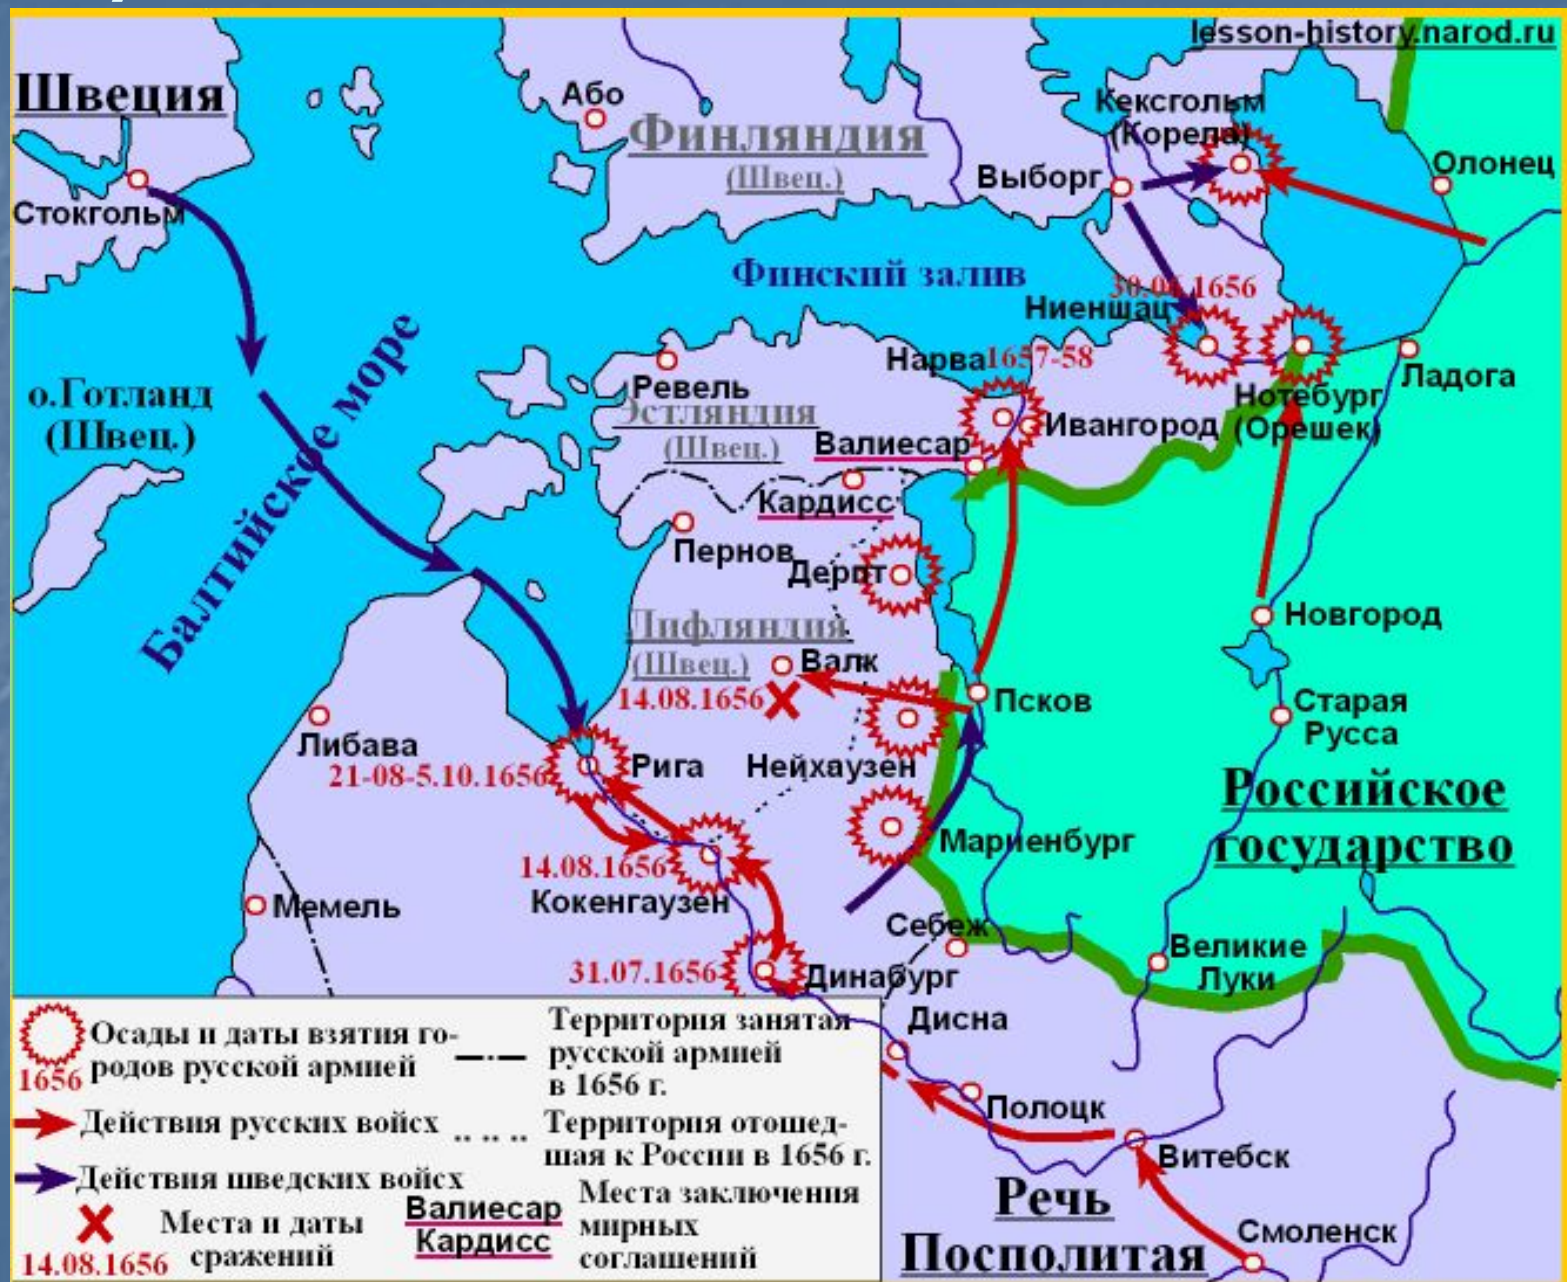 lesson-history.narod.ru
Швеция
Або
Финляндия
(Швец.)
Кексгольм
(Корела)
Выборг
Олонец
Стокгольм
Финский залив
30.06.1656
Ниеншац
Нарва 1657-58
Ревель
Эстляндия
(Швец.)
Ладога
Нотебург
(Орешек)
Ивангород
о.Готланд
(Швец.)
Балтийское море
Валиесар
Кардисс
Пернов
Дерпт
Новгород
Лифляндия
(Швец.)
Валк
14.08.1656
Псков
Старая
Русса
Либава
Рига
21-08-5.10.1656
Нейхаузен
Российское
государство
Мариенбург
14.08.1656
Кокенгаузен
Мемель
Себеж
Великие
Луки
31.07.1656
Динабург
Дисна
Полоцк
Витебск
Речь
Посполитая
Смоленск
Осады и даты взятия го-
родов русской армией
1656
Действия русских войсх
Действия шведских войсх
Места и даты
сражений
14.08.1656
Территория занятая
русской армией
в 1656 г.
Территория отошед-
шая к России в 1656 г.
Валиесар
Кардисс
Места заключения
мирных
соглашений